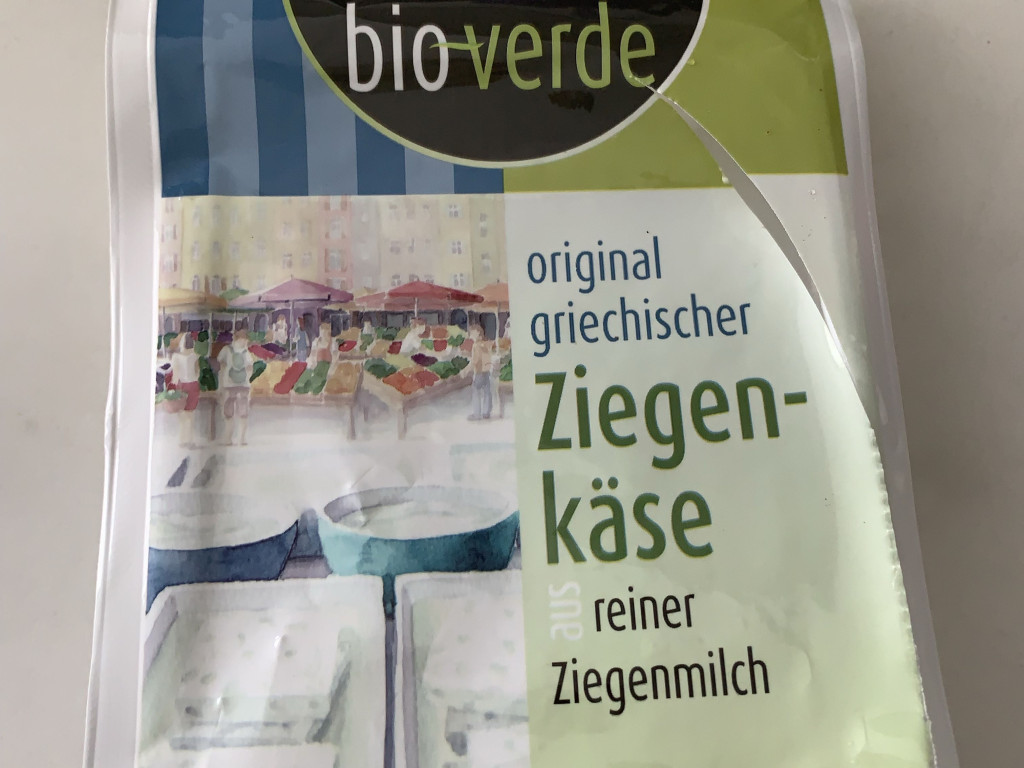 bio-verde
original
griechischer
Ziegen-
käse
aus reiner
Ziegenmilch